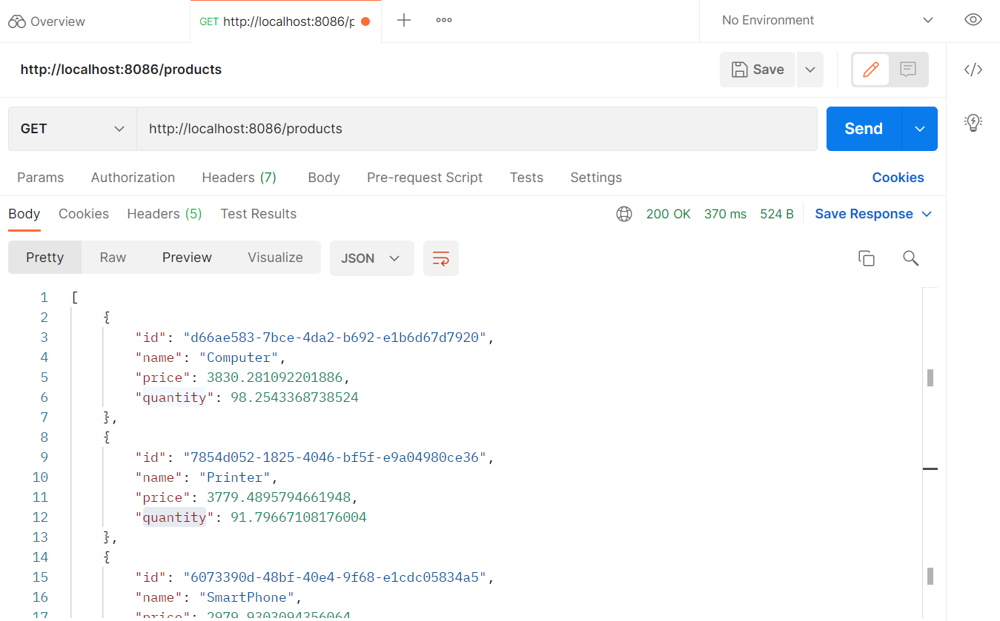 Overview GET http://localhost:8086/p No Environment
http://localhost:8086/products Save
GET http://localhost:8086/products Send
Params Authorization Headers (7) Body Pre-request Script Tests Settings Cookies
Body Cookies Headers (5) Test Results 200 OK 370 ms 524 B Save Response
Pretty Raw Preview Visualize JSON
1 [
2 {
3 "id": "d66ae583-7bce-4da2-b692-e1b6d67d7920",
4 "name": "Computer",
5 "price": 3830.281092201886,
6 "quantity": 98.2543368738524
7 },
8 {
9 "id": "7854d052-1825-4046-bf5f-e9a04980ce36",
10 "name": "Printer",
11 "price": 3779.4895794661948,
12 "quantity": 91.79667108176004
13 },
14 {
15 "id": "6073390d-48bf-40e4-9f68-e1cdc05834a5",
16 "name": "SmartPhone",
17 "price": 2979.9303094356064